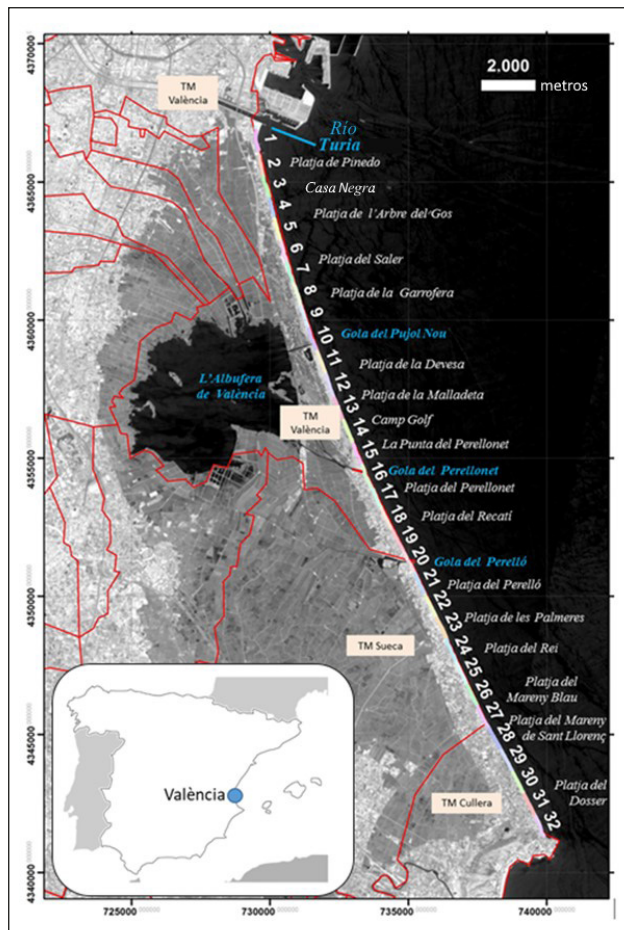 2.000
metros
TM
València
Río
Turia
1
2
Platja de Pinedo
3
Casa Negra
4
Platja de l'Arbre del Gos
5
6
Platja del Saler
7
8
Platja de la Garrofera
9
10
Gola del Pujol Nou
11
Platja de la Devesa
12
Platja de la Malladeta
13
Camp Golf
14
La Punta del Perellonet
15
16
Gola del Perellonet
17
Platja del Perellonet
18
Platja del Recatí
19
20
Gola del Perelló
21
Platja del Perelló
22
23
Platja de les Palmeres
24
Platja del Rei
25
26
Platja del
Mareny Blau
27
Platja del Mareny
de Sant Llorenç
28
29
30
Platja del
Dosser
31
32
L'Albufera
de València
TM
València
TM Sueca
TM Cullera
València
4370000
4365000
4360000
4355000
4350000
4345000
4340000
725000
730000
735000
740000